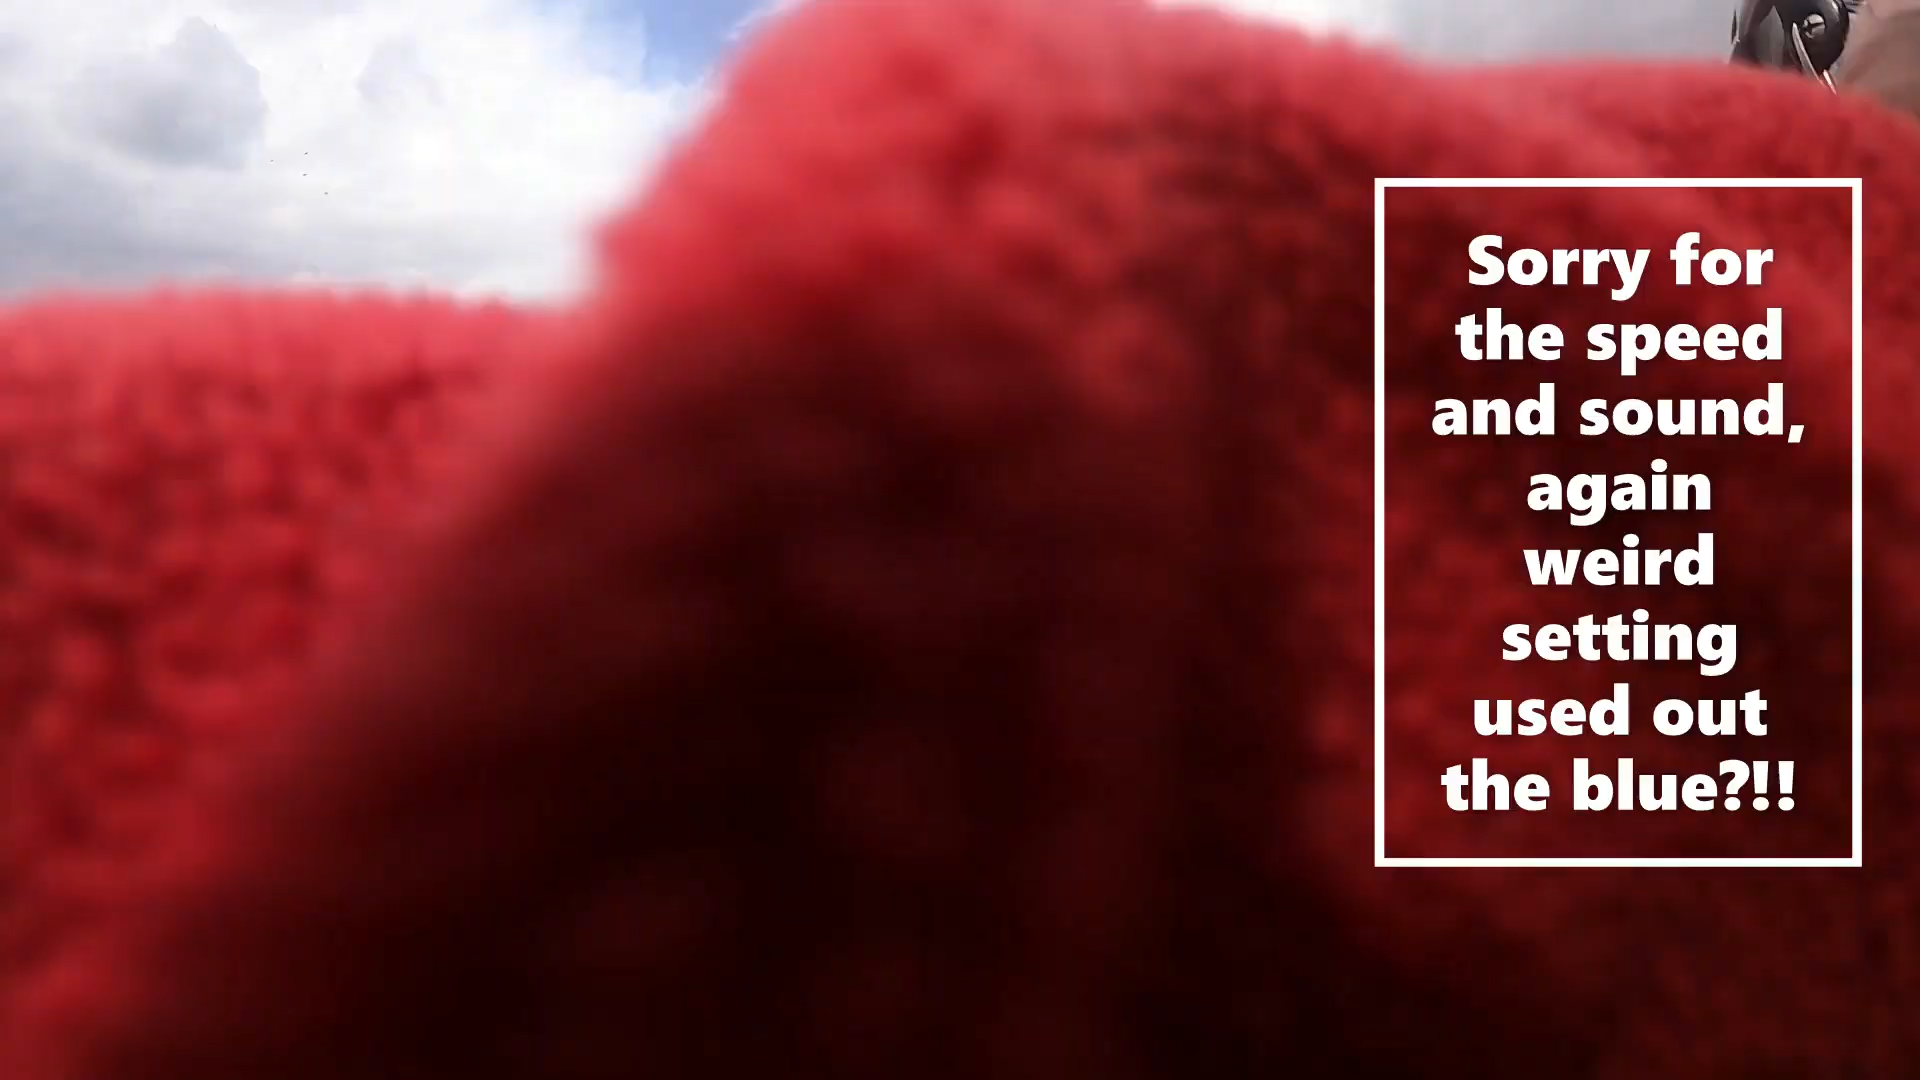 Sorry for
the speed
and sound,
again
weird
setting
used out
the blue?!!